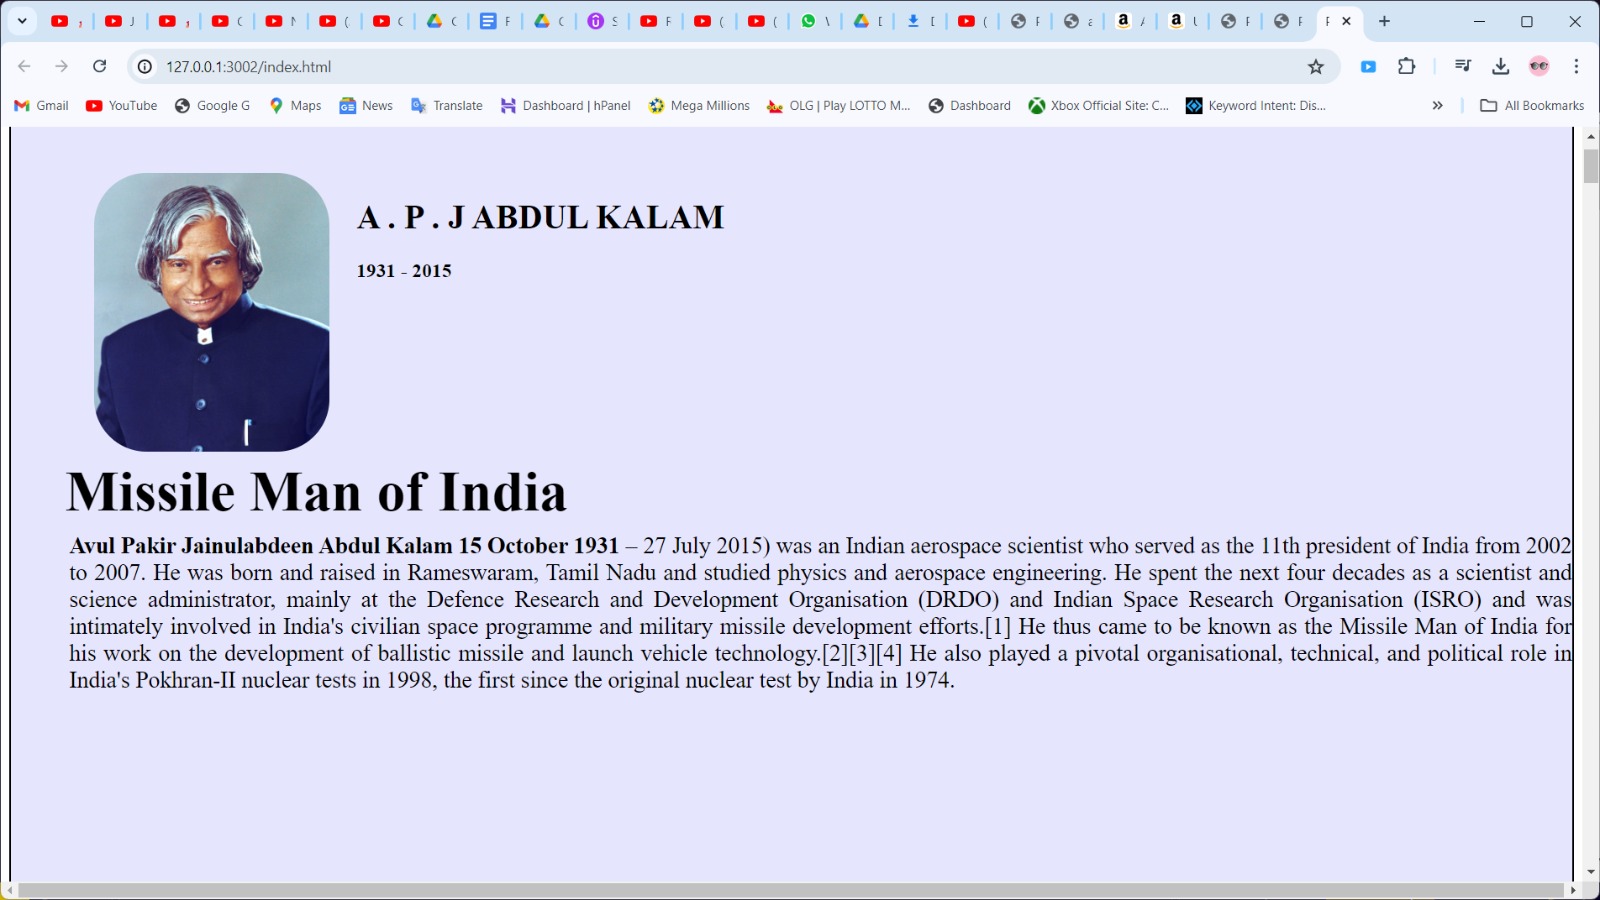 127.0.0.1:3002/index.html
Gmail YouTube Google G Maps News Translate Dashboard | hPanel Mega Millions OLG | Play LOTTO M... Dashboard Xbox Official Site: C... Keyword Intent: Dis... » All Bookmarks
A . P . J ABDUL KALAM
1931 - 2015
Missile Man of India
Avul Pakir Jainulabdeen Abdul Kalam 15 October 1931 – 27 July 2015) was an Indian aerospace scientist who served as the 11th president of India from 2002
to 2007. He was born and raised in Rameswaram, Tamil Nadu and studied physics and aerospace engineering. He spent the next four decades as a scientist and
science administrator, mainly at the Defence Research and Development Organisation (DRDO) and Indian Space Research Organisation (ISRO) and was
intimately involved in India's civilian space programme and military missile development efforts.[1] He thus came to be known as the Missile Man of India for
his work on the development of ballistic missile and launch vehicle technology.[2][3][4] He also played a pivotal organisational, technical, and political role in
India's Pokhran-II nuclear tests in 1998, the first since the original nuclear test by India in 1974.